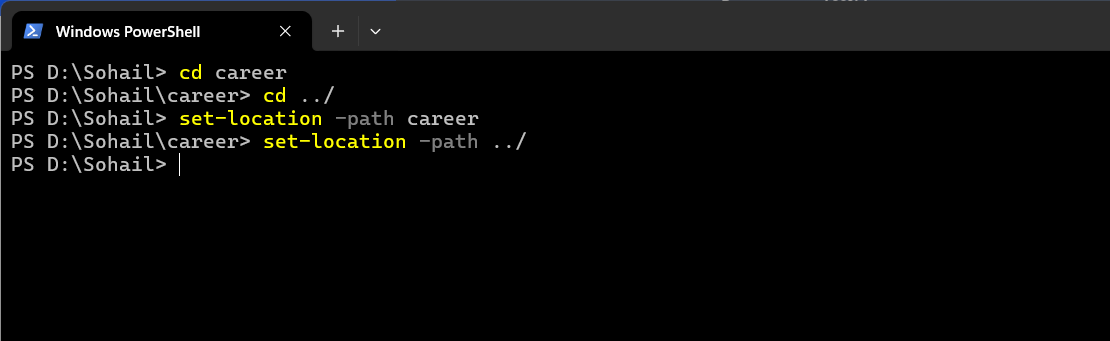 Windows PowerShell
PS D:\Sohail> cd career
PS D:\Sohail\career> cd ../
PS D:\Sohail> set-location -path career
PS D:\Sohail\career> set-location -path ../
PS D:\Sohail>